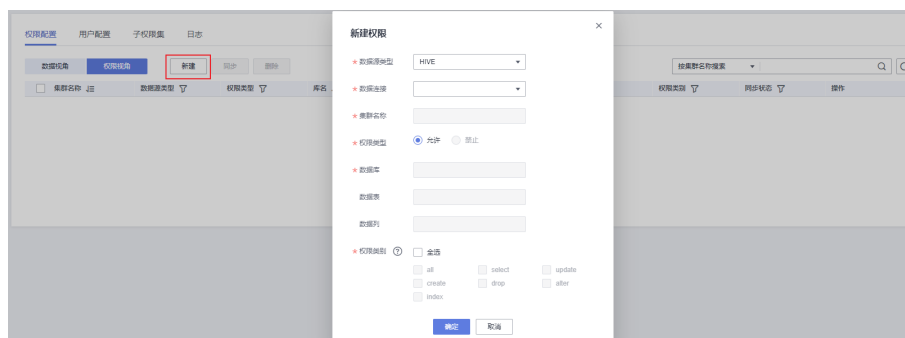 权限配置 用户配置 子权限集 日志
数据视角 权限视角 新建 同步 删除 按集群名称搜索
集群名称 数据源类型 权限类型 库名 权限类别 同步状态 操作
新建权限
* 数据源类型 HIVE
* 数据连接
* 集群名称
* 权限类型 允许 禁止
* 数据库
数据表
数据列
* 权限类别 ? 全选
all select update
create drop alter
index
确定 取消